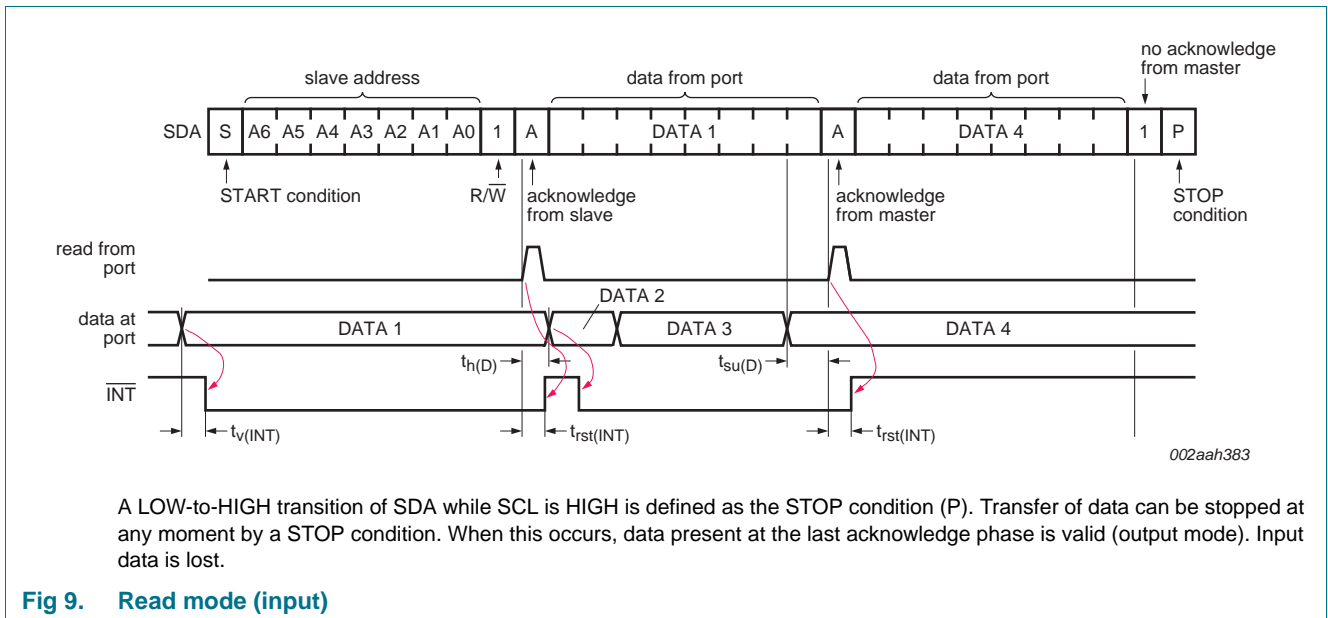 no acknowledge
from master
slave address
data from port
data from port
SDA S A6 A5 A4 A3 A2 A1 A0 1 A DATA 1 A DATA 4 1 P
START condition
R/W̅
acknowledge
from slave
acknowledge
from master
STOP
condition
read from
port
DATA 2
data at
port
DATA 1
DATA 3
DATA 4
th(D)
tsu(D)
I̅N̅T̅
tv(INT)
trst(INT)
trst(INT)
002aah383
A LOW-to-HIGH transition of SDA while SCL is HIGH is defined as the STOP condition (P). Transfer of data can be stopped at
any moment by a STOP condition. When this occurs, data present at the last acknowledge phase is valid (output mode). Input
data is lost.
Fig 9. Read mode (input)